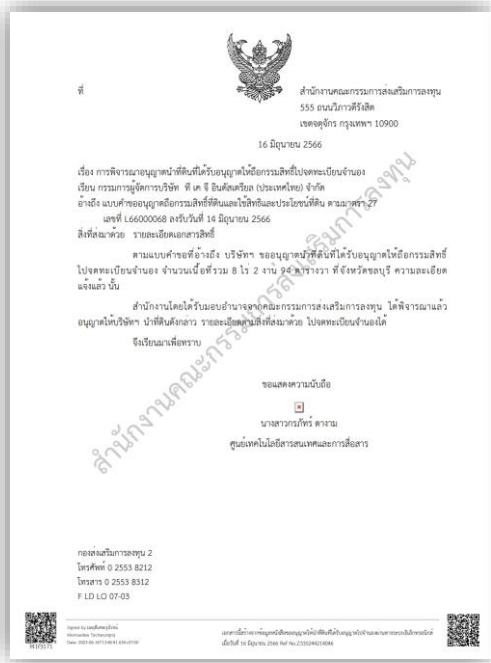 ที่
สำนักงานคณะกรรมการส่งเสริมการลงทุน
555 ถนนวิภาวดีรังสิต
เขตจตุจักร กรุงเทพฯ 10900
16 มิถุนายน 2566
เรื่อง การพิจารณาอนุญาตนำที่ดินที่ได้รับอนุญาตให้ถือกรรมสิทธิ์ไปจดทะเบียนจำนอง
เรียน กรรมการผู้จัดการบริษัท ที เค จี อินดัสเตรียล (ประเทศไทย) จำกัด
อ้างถึง แบบคำขออนุญาตถือกรรมสิทธิ์ที่ดินและใช้สิทธิและประโยชน์ที่ดิน ตามมาตรา 27
เลขที่ L66000068 ลงรับวันที่ 14 มิถุนายน 2566
สิ่งที่ส่งมาด้วย รายละเอียดเอกสารสิทธิ์
ตามแบบคำขอที่อ้างถึง บริษัทฯ ขออนุญาตนำที่ดินที่ได้รับอนุญาตให้ถือกรรมสิทธิ์
ไปจดทะเบียนจำนอง จำนวนเนื้อที่รวม 8 ไร่ 2 งาน 94 ตารางวา ที่จังหวัดชลบุรี ความละเอียด
แจ้งแล้ว นั้น
สำนักงานโดยได้รับมอบอำนาจจากคณะกรรมการส่งเสริมการลงทุน ได้พิจารณาแล้ว
อนุญาตให้บริษัทฯ นำที่ดินดังกล่าว รายละเอียดตามสิ่งที่ส่งมาด้วย ไปจดทะเบียนจำนองได้
จึงเรียนมาเพื่อทราบ
สำนักงานคณะกรรมการส่งเสริมการลงทุน
ขอแสดงความนับถือ
นางสาวกรภัทร์ ตางาม
ศูนย์เทคโนโลยีสารสนเทศและการสื่อสาร
กองส่งเสริมการลงทุน 2
โทรศัพท์ 0 2553 8212
โทรสาร 0 2553 8312
F LD LO 07-03